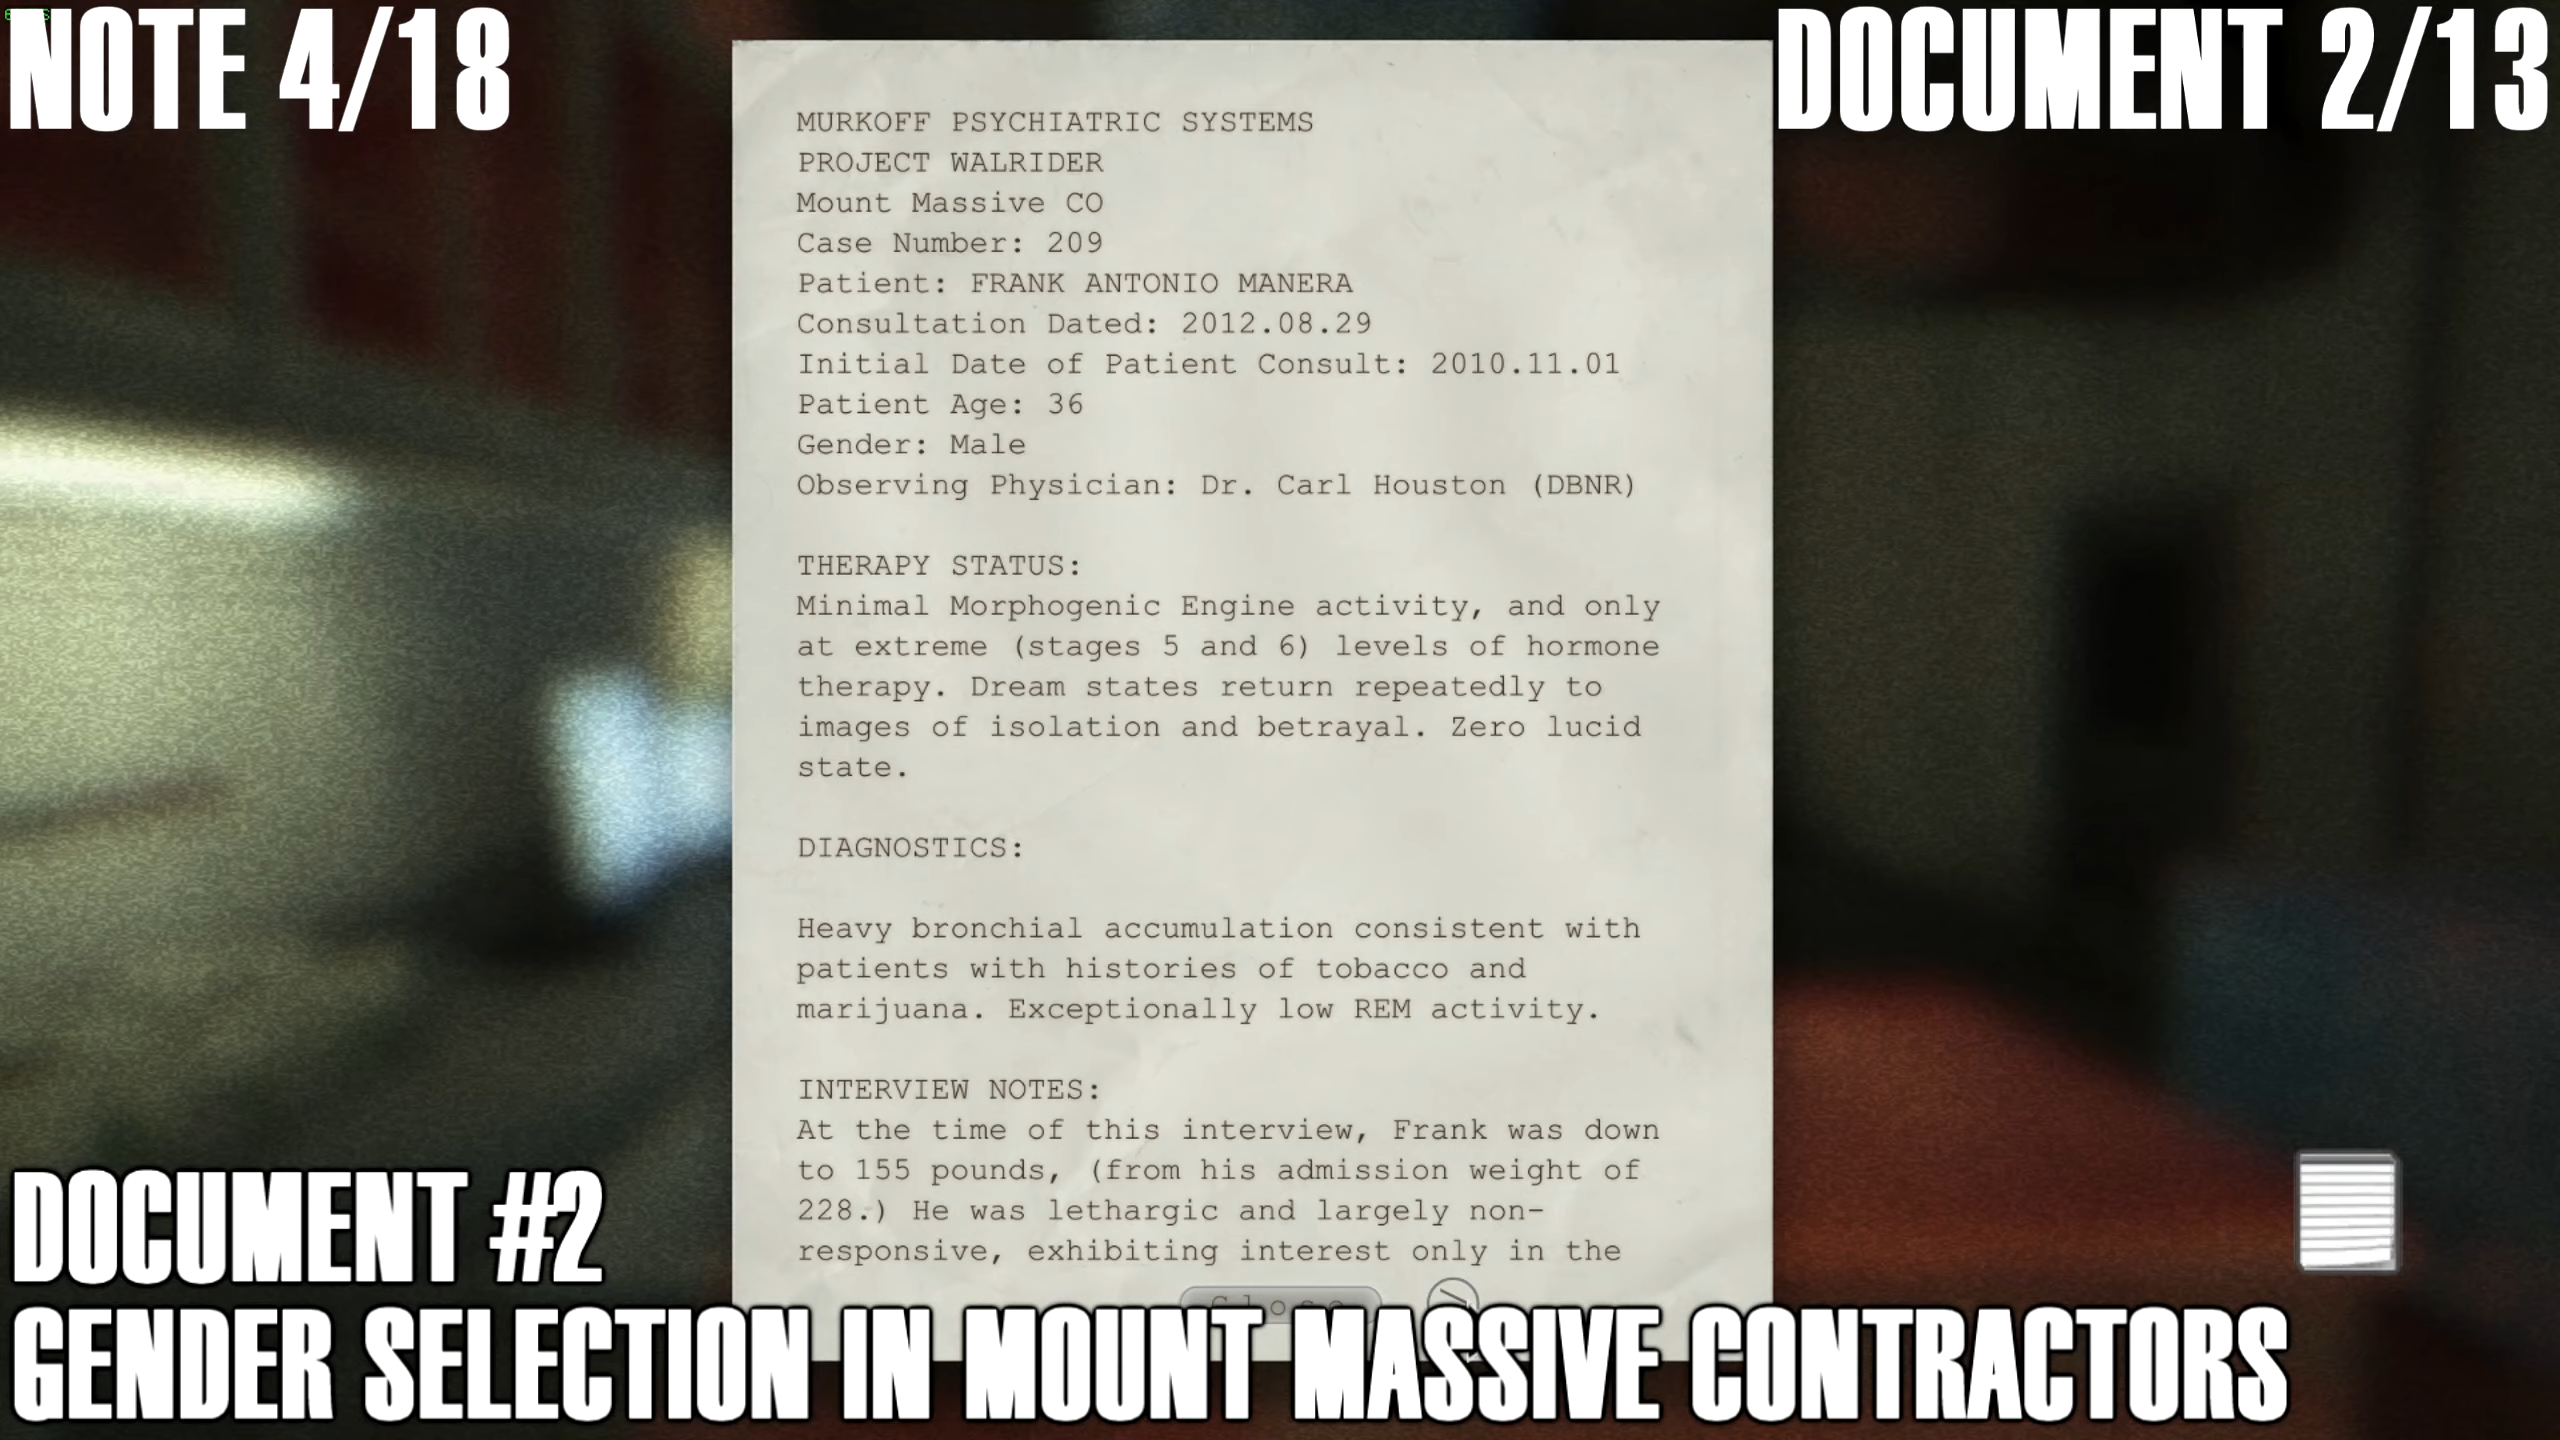 NOTE 4/18
DOCUMENT 2/13
MURKOFF PSYCHIATRIC SYSTEMS
PROJECT WALRIDER
Mount Massive CO
Case Number: 209
Patient: FRANK ANTONIO MANERA
Consultation Dated: 2012.08.29
Initial Date of Patient Consult: 2010.11.01
Patient Age: 36
Gender: Male
Observing Physician: Dr. Carl Houston (DBNR)
THERAPY STATUS:
Minimal Morphogenic Engine activity, and only
at extreme (stages 5 and 6) levels of hormone
therapy. Dream states return repeatedly to
images of isolation and betrayal. Zero lucid
state.
DIAGNOSTICS:
Heavy bronchial accumulation consistent with
patients with histories of tobacco and
marijuana. Exceptionally low REM activity.
INTERVIEW NOTES:
At the time of this interview, Frank was down
to 155 pounds, (from his admission weight of
228.) He was lethargic and largely non-
responsive, exhibiting interest only in the
Close
DOCUMENT #2
GENDER SELECTION IN MOUNT MASSIVE CONTRACTORS